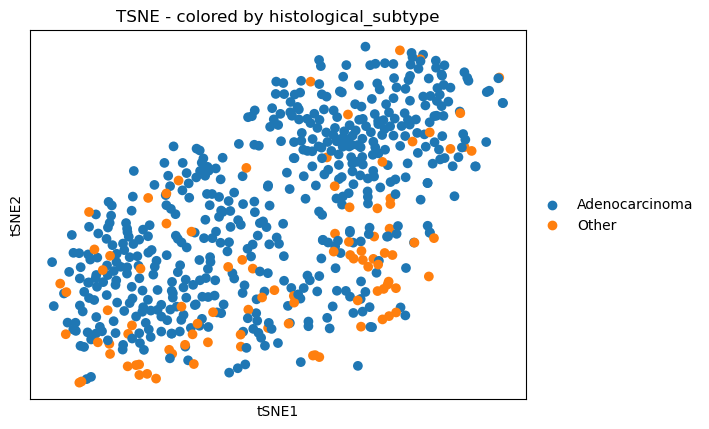 TSNE - colored by histological_subtype
tSNE2
Adenocarcinoma
Other
tSNE1